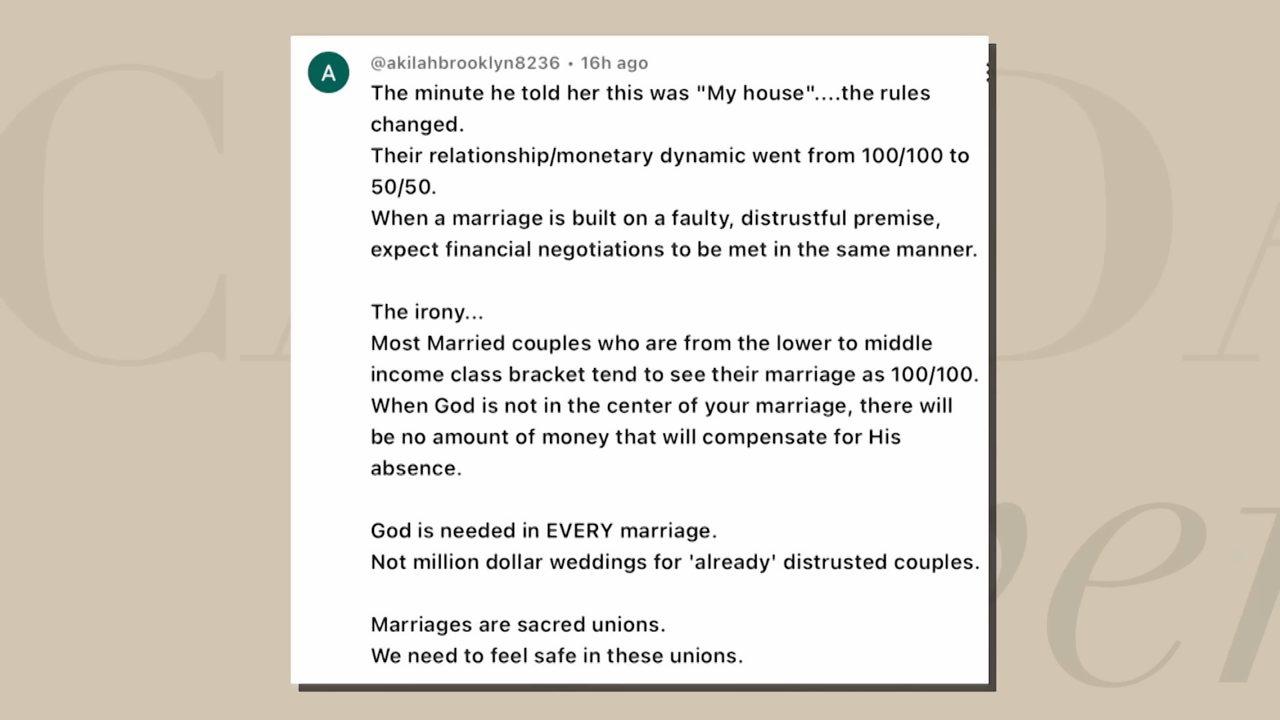 A
@akilahbrooklyn8236 • 16h ago
The minute he told her this was "My house"....the rules
changed.
Their relationship/monetary dynamic went from 100/100 to
50/50.
When a marriage is built on a faulty, distrustful premise,
expect financial negotiations to be met in the same manner.
The irony...
Most Married couples who are from the lower to middle
income class bracket tend to see their marriage as 100/100.
When God is not in the center of your marriage, there will
be no amount of money that will compensate for His
absence.
God is needed in EVERY marriage.
Not million dollar weddings for 'already' distrusted couples.
Marriages are sacred unions.
We need to feel safe in these unions.